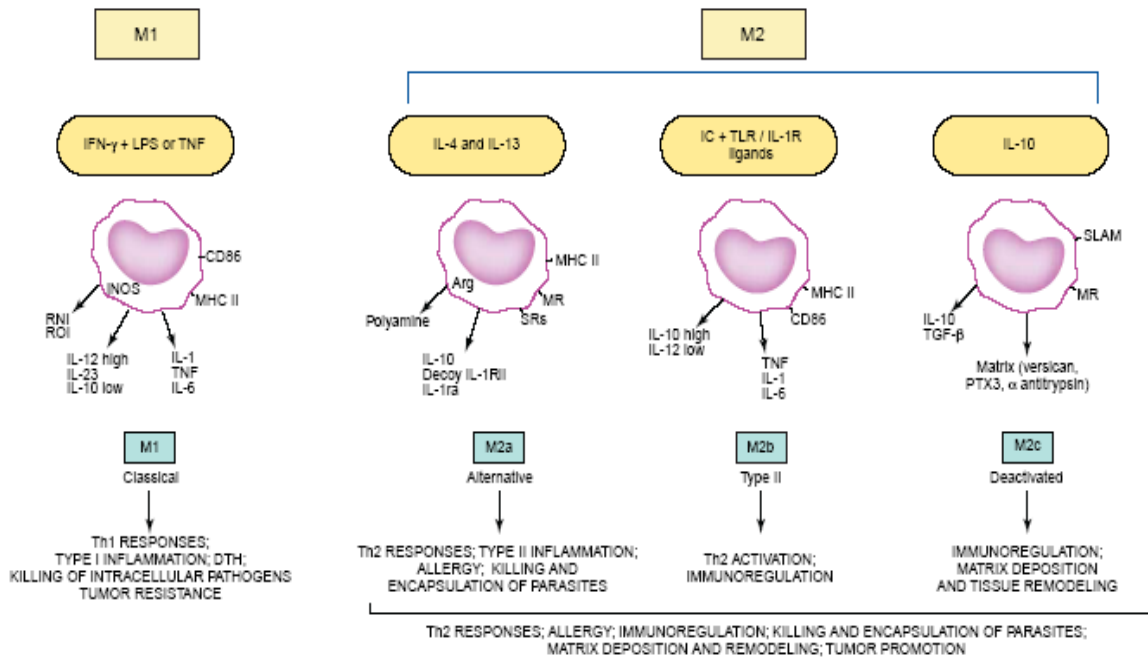 M1
M2
IFN-γ + LPS or TNF
IL-4 and IL-13
IC + TLR / IL-1R
ligands
IL-10
CD86
INOS
MHC II
RNI
ROI
IL-12 high
IL-23
IL-10 low
IL-1
TNF
IL-6
MHC II
Arg
MR
SRs
Polyamine
IL-10
Decoy IL-1RII
IL-1ra
MHC II
CD86
IL-10 high
IL-12 low
TNF
IL-1
IL-6
SLAM
MR
IL-10
TGF-β
Matrix (versican,
PTX3, α antitrypsin)
M1
Classical
M2a
Alternative
M2b
Type II
M2c
Deactivated
Th1 RESPONSES;
TYPE I INFLAMMATION; DTH;
KILLING OF INTRACELLULAR PATHOGENS
TUMOR RESISTANCE
Th2 RESPONSES; TYPE II INFLAMMATION;
ALLERGY; KILLING AND
ENCAPSULATION OF PARASITES
Th2 ACTIVATION;
IMMUNOREGULATION
IMMUNOREGULATION;
MATRIX DEPOSITION
AND TISSUE REMODELING
Th2 RESPONSES; ALLERGY; IMMUNOREGULATION; KILLING AND ENCAPSULATION OF PARASITES;
MATRIX DEPOSITION AND REMODELING; TUMOR PROMOTION